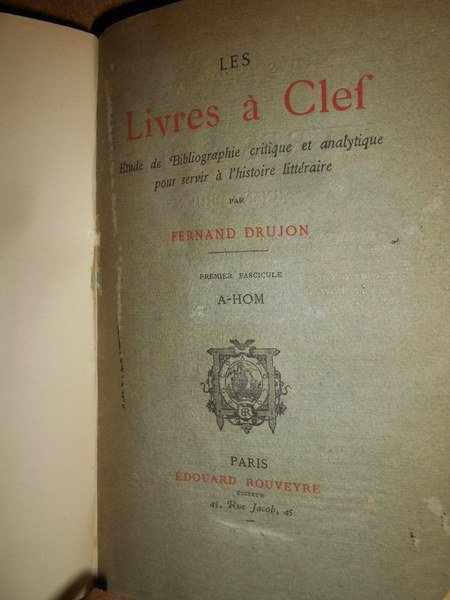 LES
Livres à Clef
Étude de Bibliographie critique et analytique
pour servir à l'histoire littéraire
PAR
FERNAND DRUJON
PREMIER FASCICULE
A-HOM
PARIS
ÉDOUARD ROUVEYRE
ÉDITEUR
45, Rue Jacob, 45